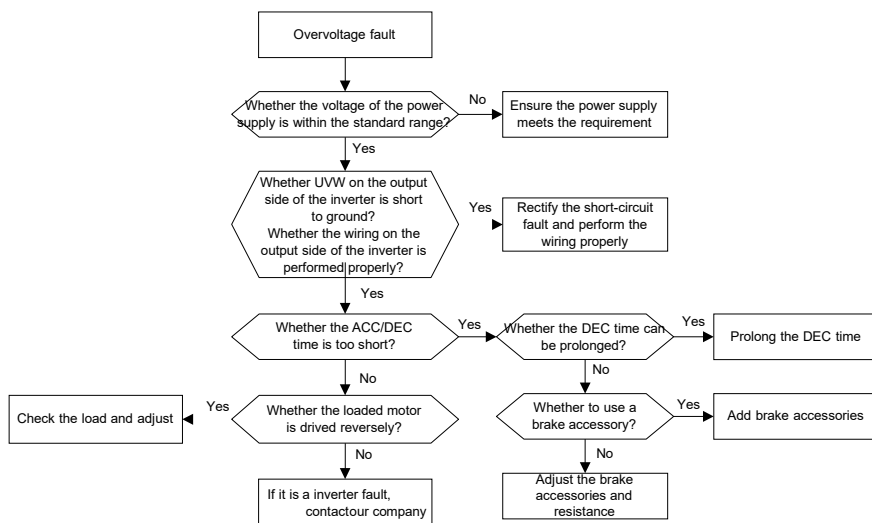 Overvoltage fault
Whether the voltage of the power
supply is within the standard range?
No
Ensure the power supply
meets the requirement
Yes
Whether UVW on the output
side of the inverter is short
to ground?
Whether the wiring on the
output side of the inverter is
performed properly?
Yes
Rectify the short-circuit
fault and perform the
wiring properly
Yes
Whether the ACC/DEC
time is too short?
Yes
Whether the DEC time can
be prolonged?
Yes
Prolong the DEC time
No
No
Check the load and adjust
Yes
Whether the loaded motor
is drived reversely?
Whether to use a
brake accessory?
Yes
Add brake accessories
No
No
If it is a inverter fault,
contactour company
Adjust the brake
accessories and
resistance